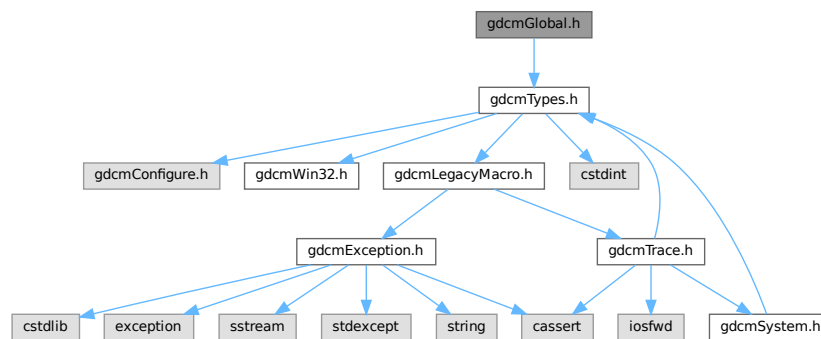 gdcmGlobal.h
gdcmTypes.h
gdcmConfigure.h
gdcmWin32.h
gdcmLegacyMacro.h
cstdint
gdcmException.h
gdcmTrace.h
cstdlib
exception
sstream
stdexcept
string
cassert
iosfwd
gdcmSystem.h